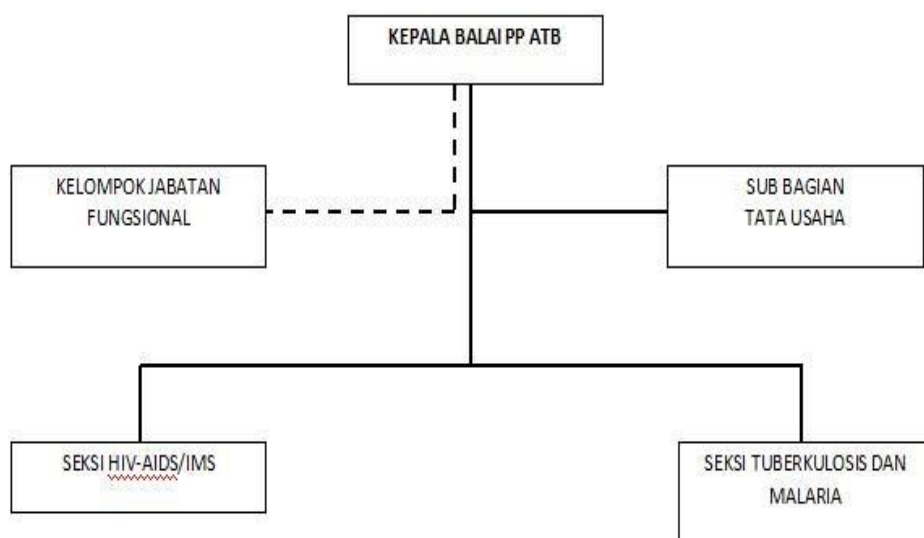 KEPALA BALAI PP ATB
KELOMPOK JABATAN
FUNGSIONAL
SUB BAGIAN
TATA USAHA
SEKSI HIV-AIDS/IMS
SEKSI TUBERKULOSIS DAN
MALARIA